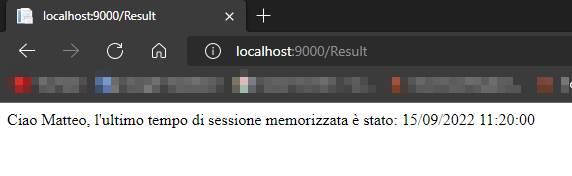 localhost:9000/Result
localhost:9000/Result
Ciao Matteo, l'ultimo tempo di sessione memorizzata è stato: 15/09/2022 11:20:00